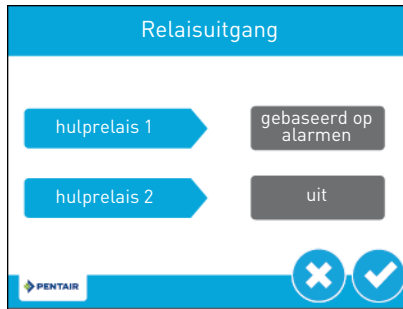 Relaisuitgang
hulprelais 1
gebaseerd op
alarmen
hulprelais 2
uit
PENTAIR